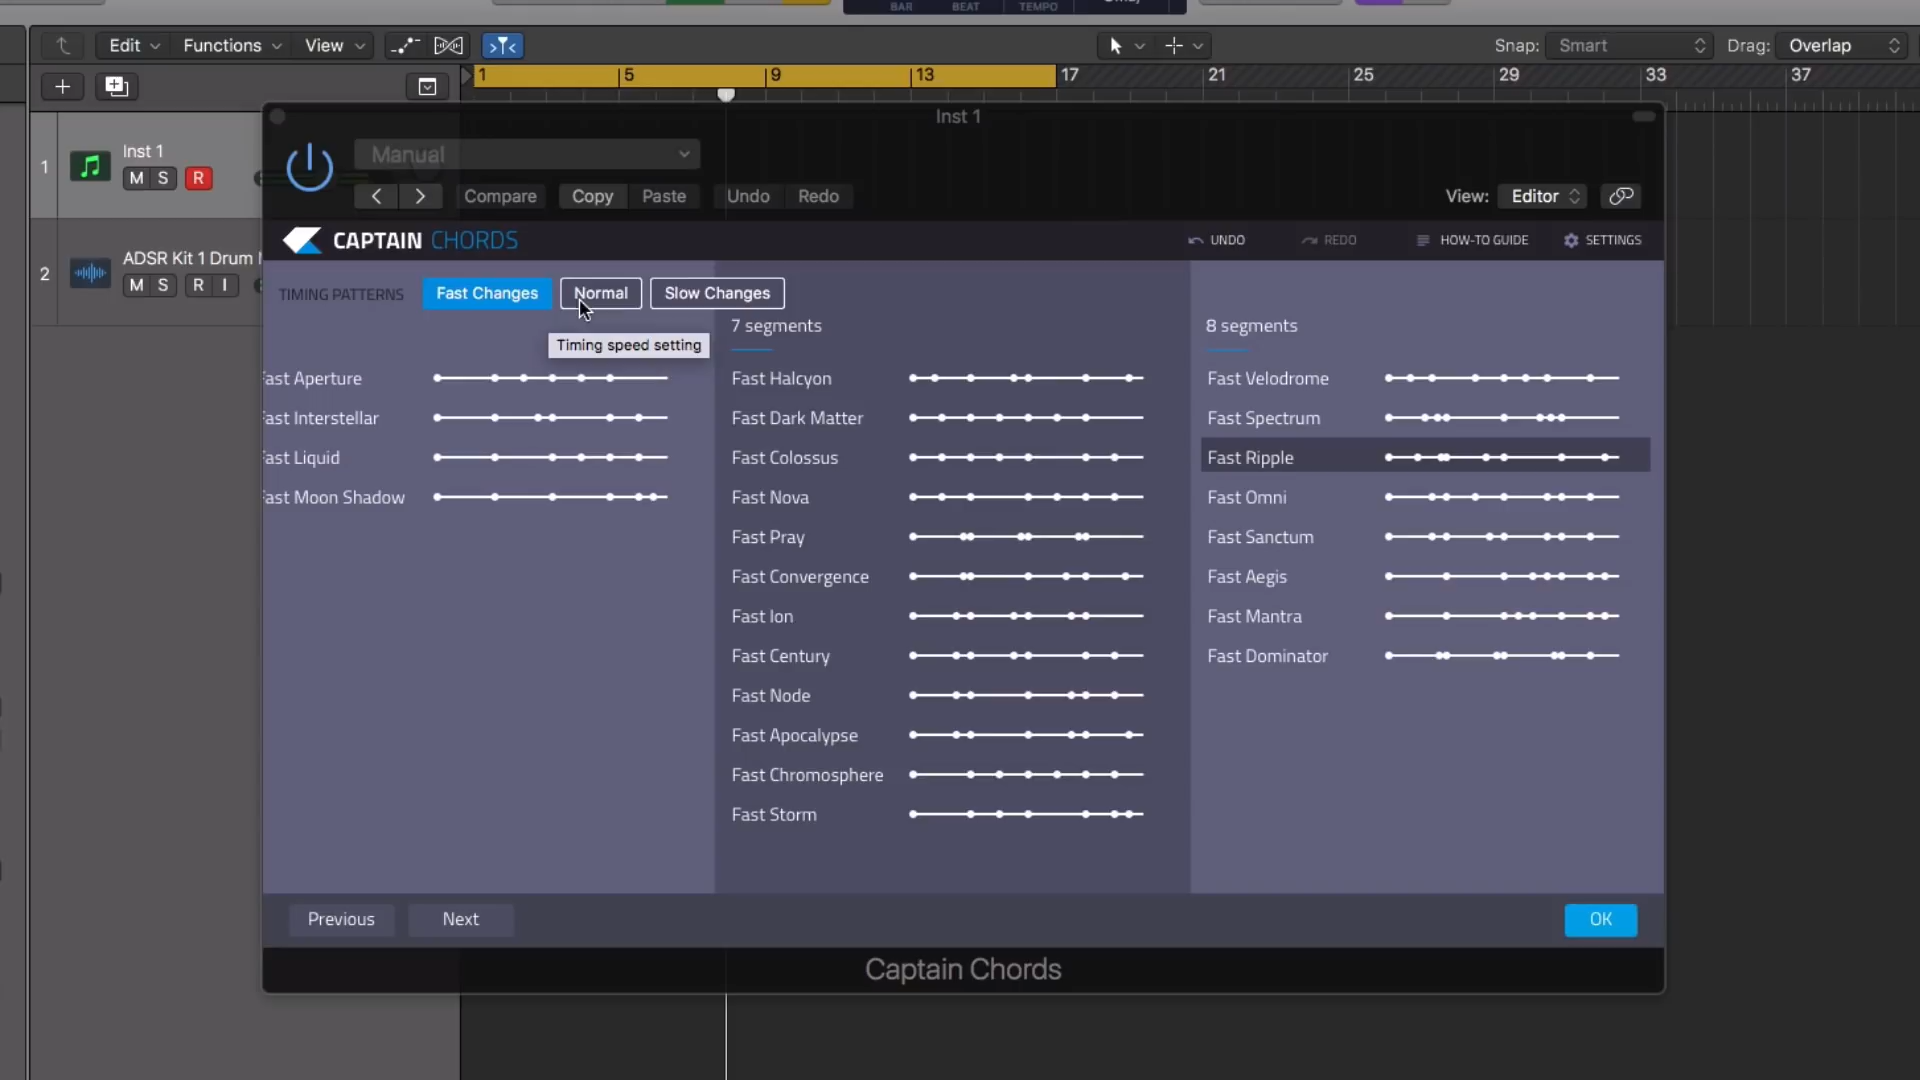 BAR BEAT TEMPO
Edit Functions View Snap: Smart Drag: Overlap
1 5 9 13 17 21 25 29 33 37
Inst 1
1 Inst 1
M S R
Manual
Compare Copy Paste Undo Redo View: Editor
CAPTAIN CHORDS UNDO REDO HOW-TO GUIDE SETTINGS
2 ADSR Kit 1 Drum
M S R I
TIMING PATTERNS Fast Changes Normal Slow Changes
7 segments 8 segments
Timing speed setting
Fast Aperture Fast Halcyon Fast Velodrome
Fast Interstellar Fast Dark Matter Fast Spectrum
Fast Liquid Fast Colossus Fast Ripple
Fast Moon Shadow Fast Nova Fast Omni
Fast Pray Fast Sanctum
Fast Convergence Fast Aegis
Fast Ion Fast Mantra
Fast Century Fast Dominator
Fast Node
Fast Apocalypse
Fast Chromosphere
Fast Storm
Previous Next OK
Captain Chords